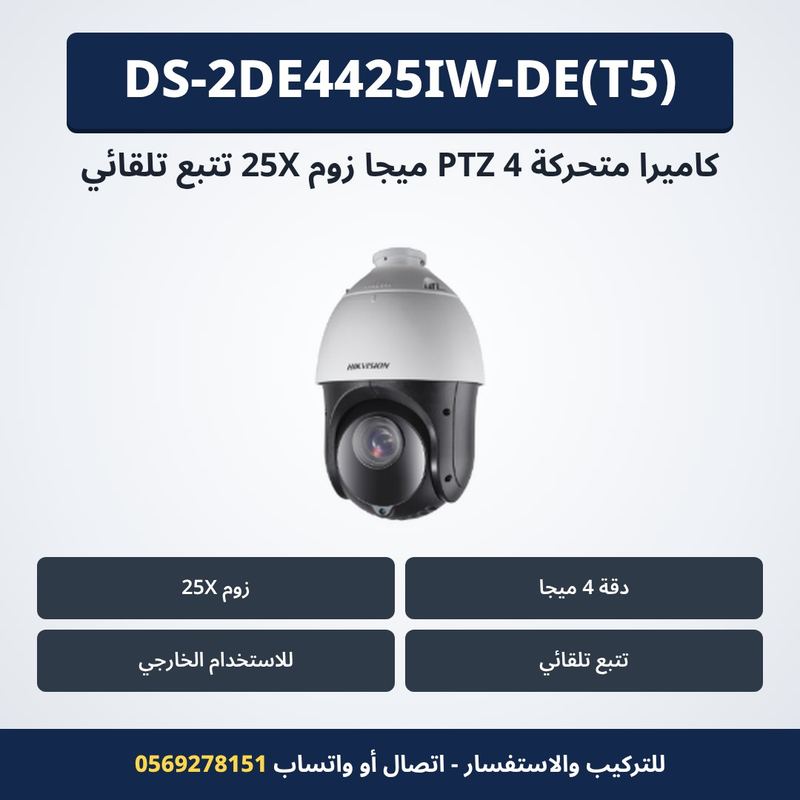 DS-2DE4425IW-DE(T5)
كاميرا متحركة PTZ 4 ميجا زوم 25X تتبع تلقائي
HIKVISION
دقة 4 ميجا
زوم 25X
تتبع تلقائي
للاستخدام الخارجي
للتركيب والاستفسار - اتصال أو واتساب 0569278151